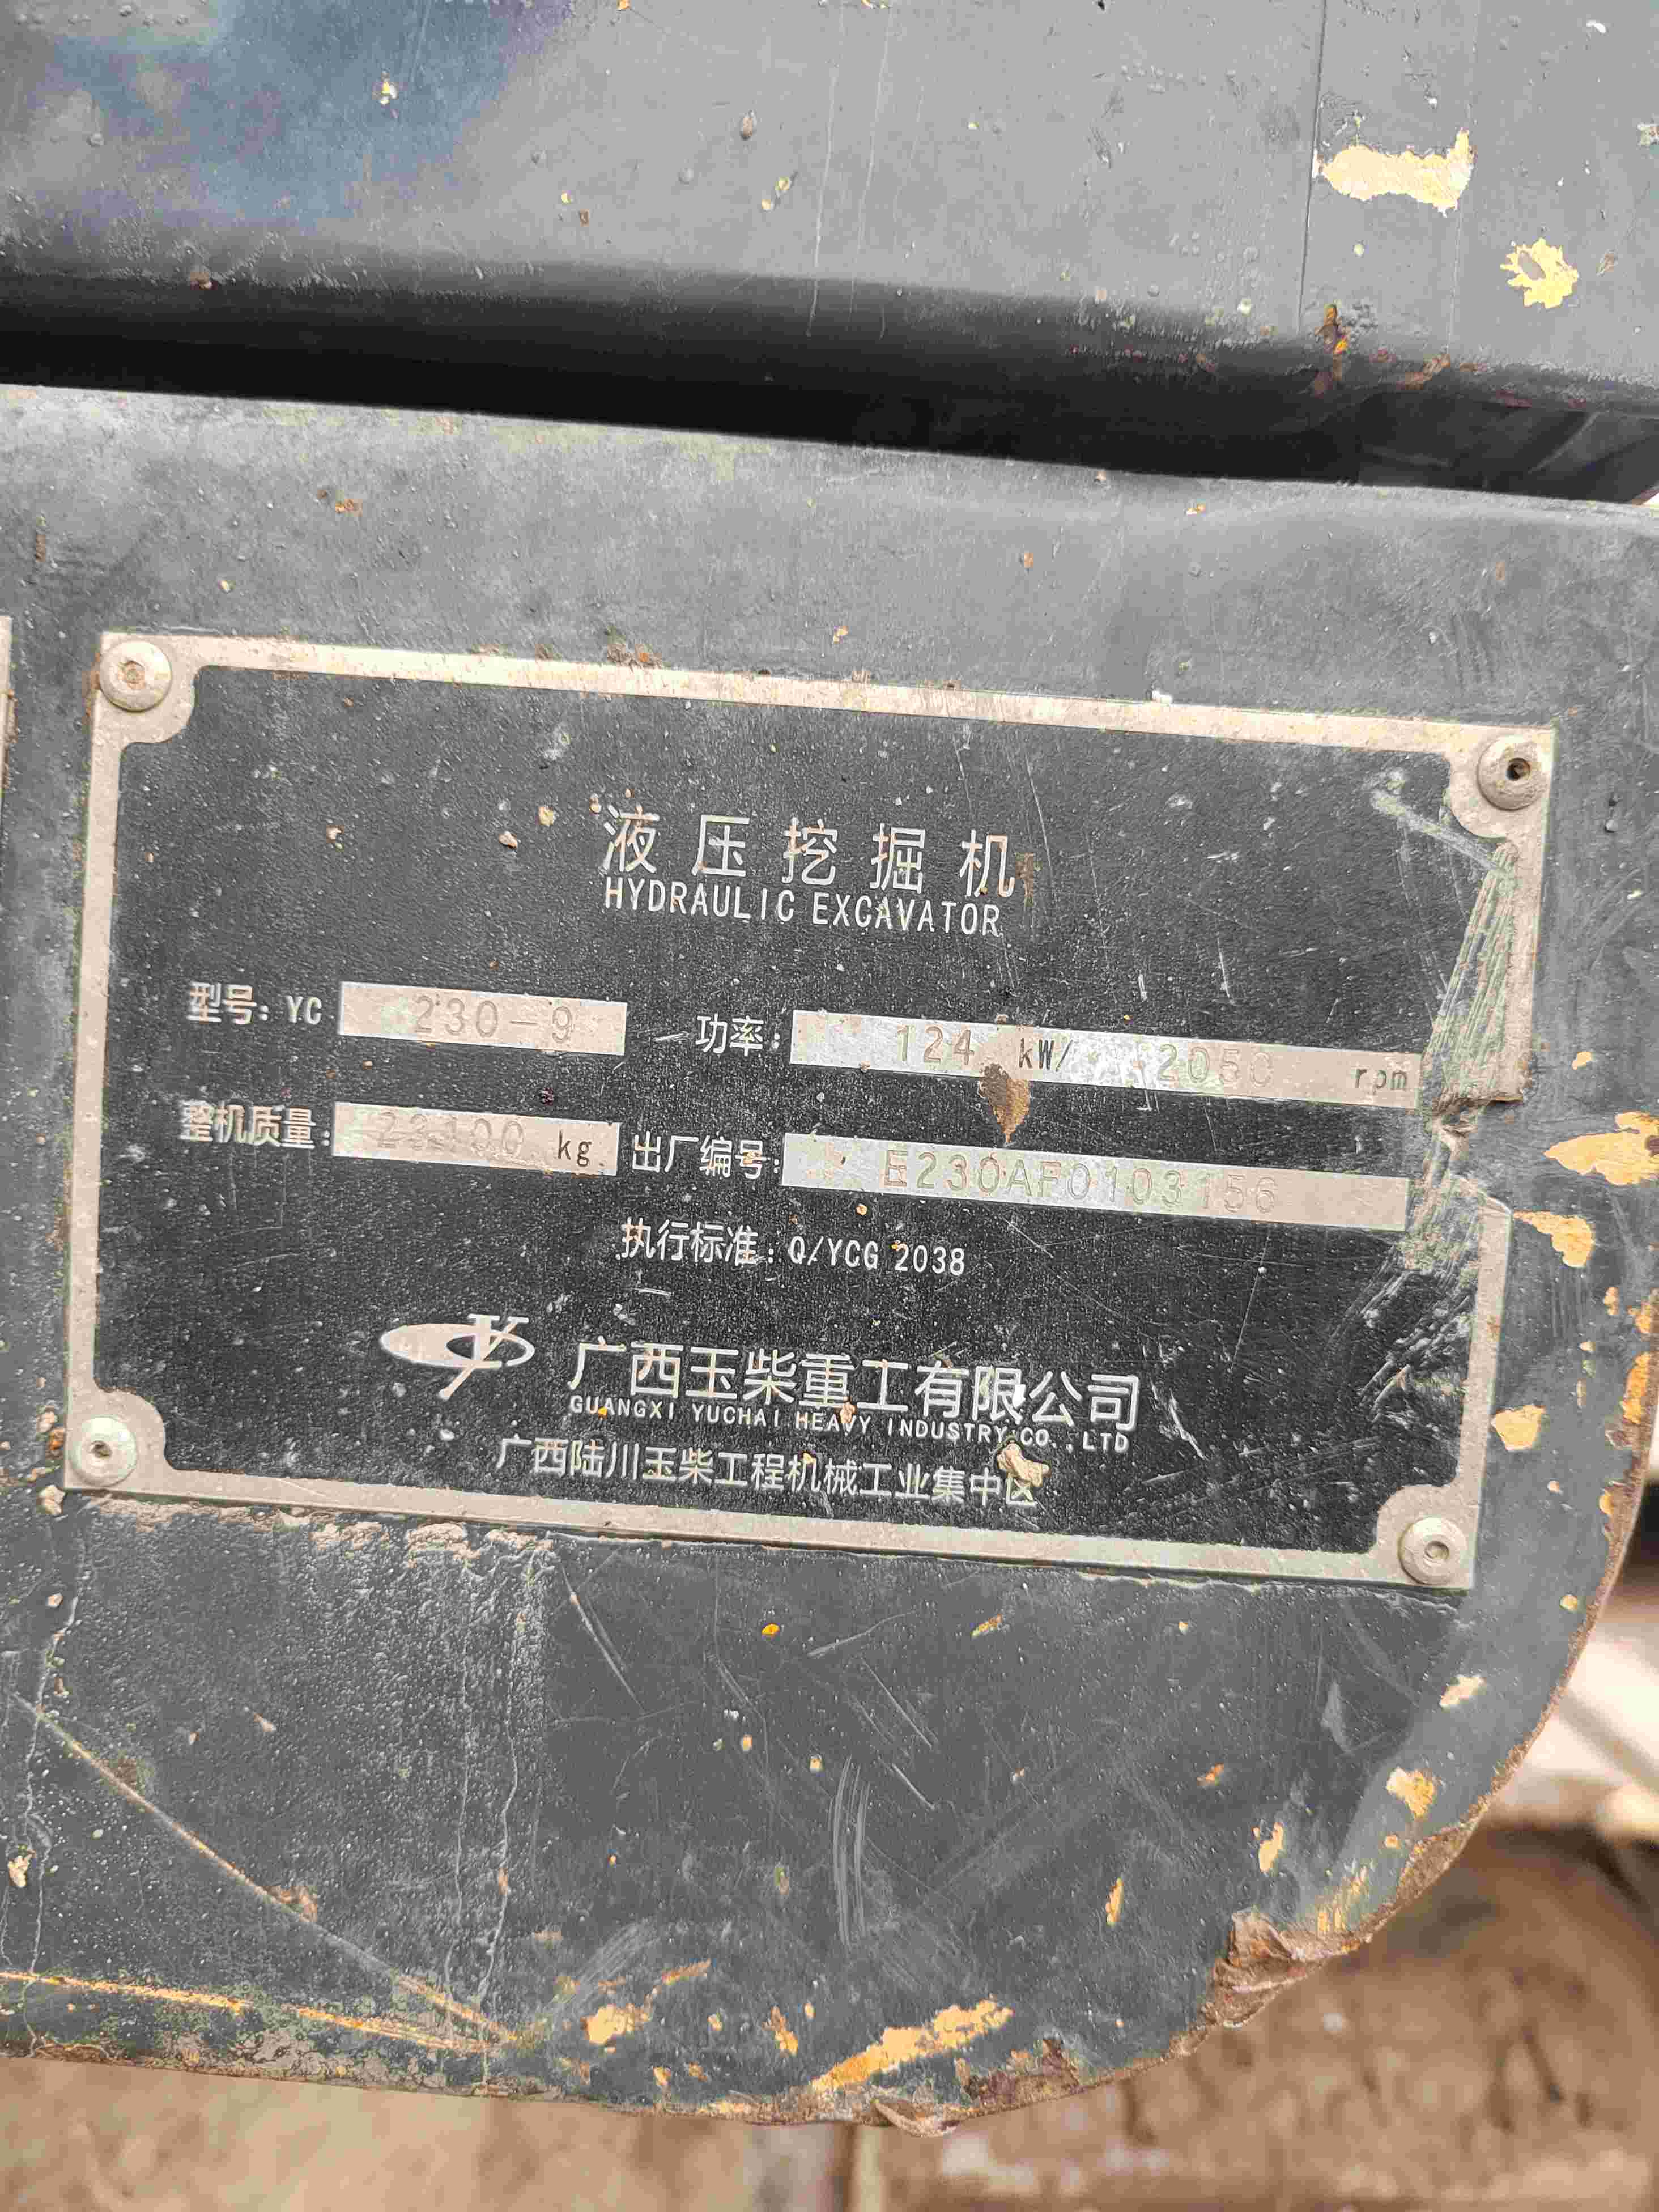 液压挖掘机
HYDRAULIC EXCAVATOR
型号: YC 230-9 功率: 124 kW/ 2050 rpm
整机质量: 23100 kg 出厂编号: E230AF0103156
执行标准: Q/YCG 2038
广西玉柴重工有限公司
GUANGXI YUCHAI HEAVY INDUSTRY CO., LTD
广西陆川玉柴工程机械工业集中区